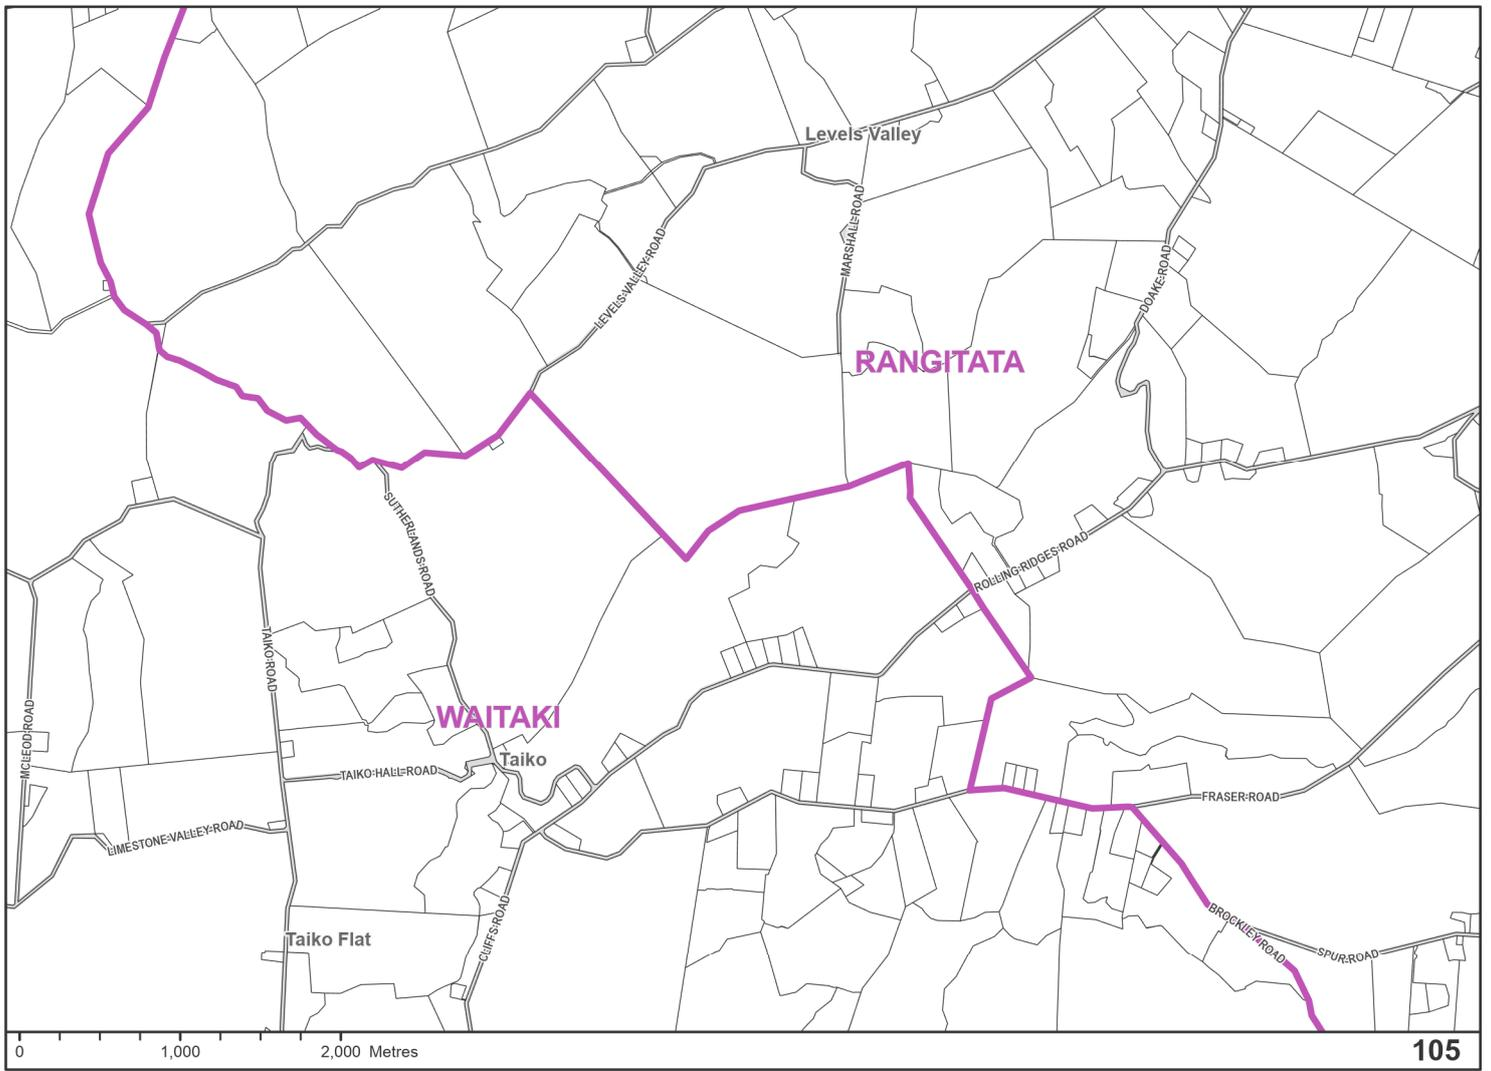 Levels Valley
MARSHALL ROAD
LEVELS VALLEY ROAD
DOAKE ROAD
RANGITATA
SUTHERLANDS ROAD
ROLLING RIDGES ROAD
TAIKO ROAD
MCLEOD ROAD
WAITAKI
Taiko
TAIKO HALL ROAD
FRASER ROAD
LIMESTONE VALLEY ROAD
BROCKLEY ROAD
CLIFFS ROAD
Taiko Flat
SPUR ROAD
0 1,000 2,000 Metres
105